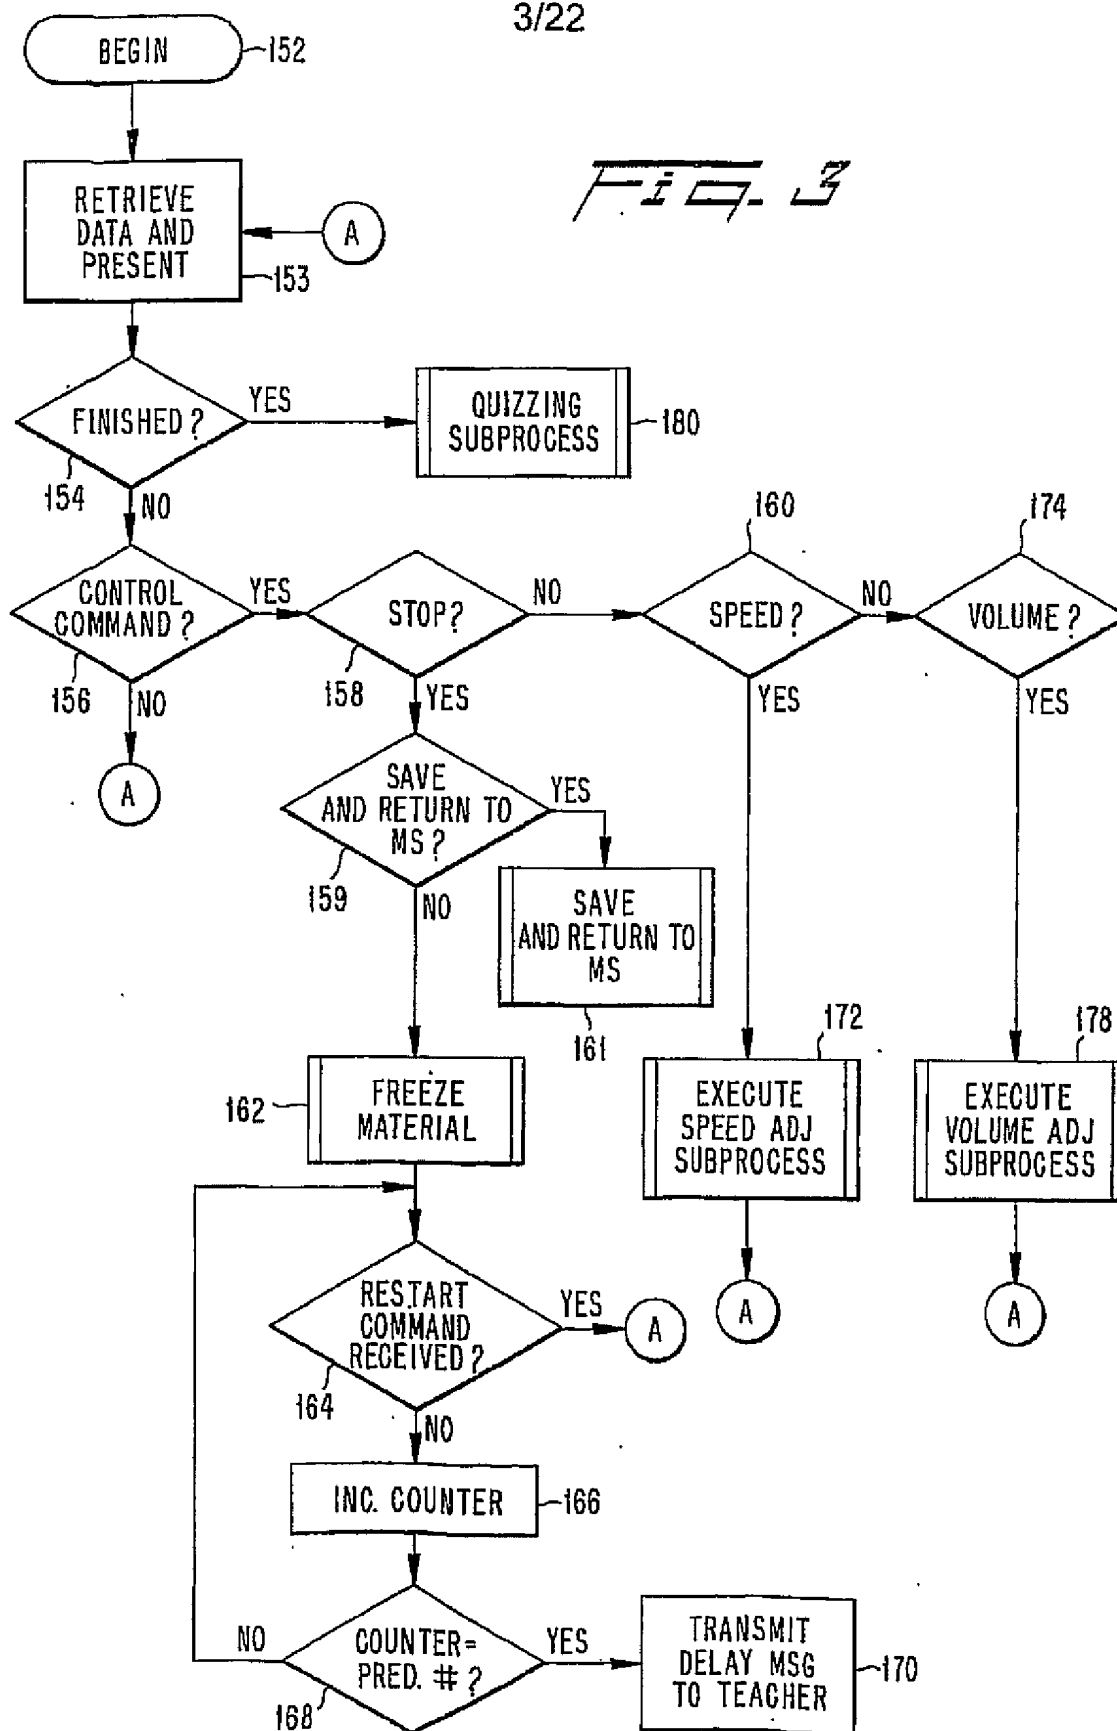 3/22
BEGIN
152
Fig. 3
RETRIEVE
DATA AND
PRESENT
A
153
FINISHED?
YES
QUIZZING
SUBPROCESS
180
154
NO
160
174
CONTROL
COMMAND?
YES
STOP?
NO
SPEED?
NO
VOLUME?
156
NO
158
YES
YES
YES
A
SAVE
AND RETURN TO
MS?
YES
159
NO
SAVE
AND RETURN TO
MS
161
172
178
162
FREEZE
MATERIAL
EXECUTE
SPEED ADJ
SUBPROCESS
EXECUTE
VOLUME ADJ
SUBPROCESS
RESTART
COMMAND
RECEIVED?
YES
A
A
A
164
NO
INC. COUNTER
166
NO
COUNTER=
PRED. #?
YES
168
TRANSMIT
DELAY MSG
TO TEACHER
170